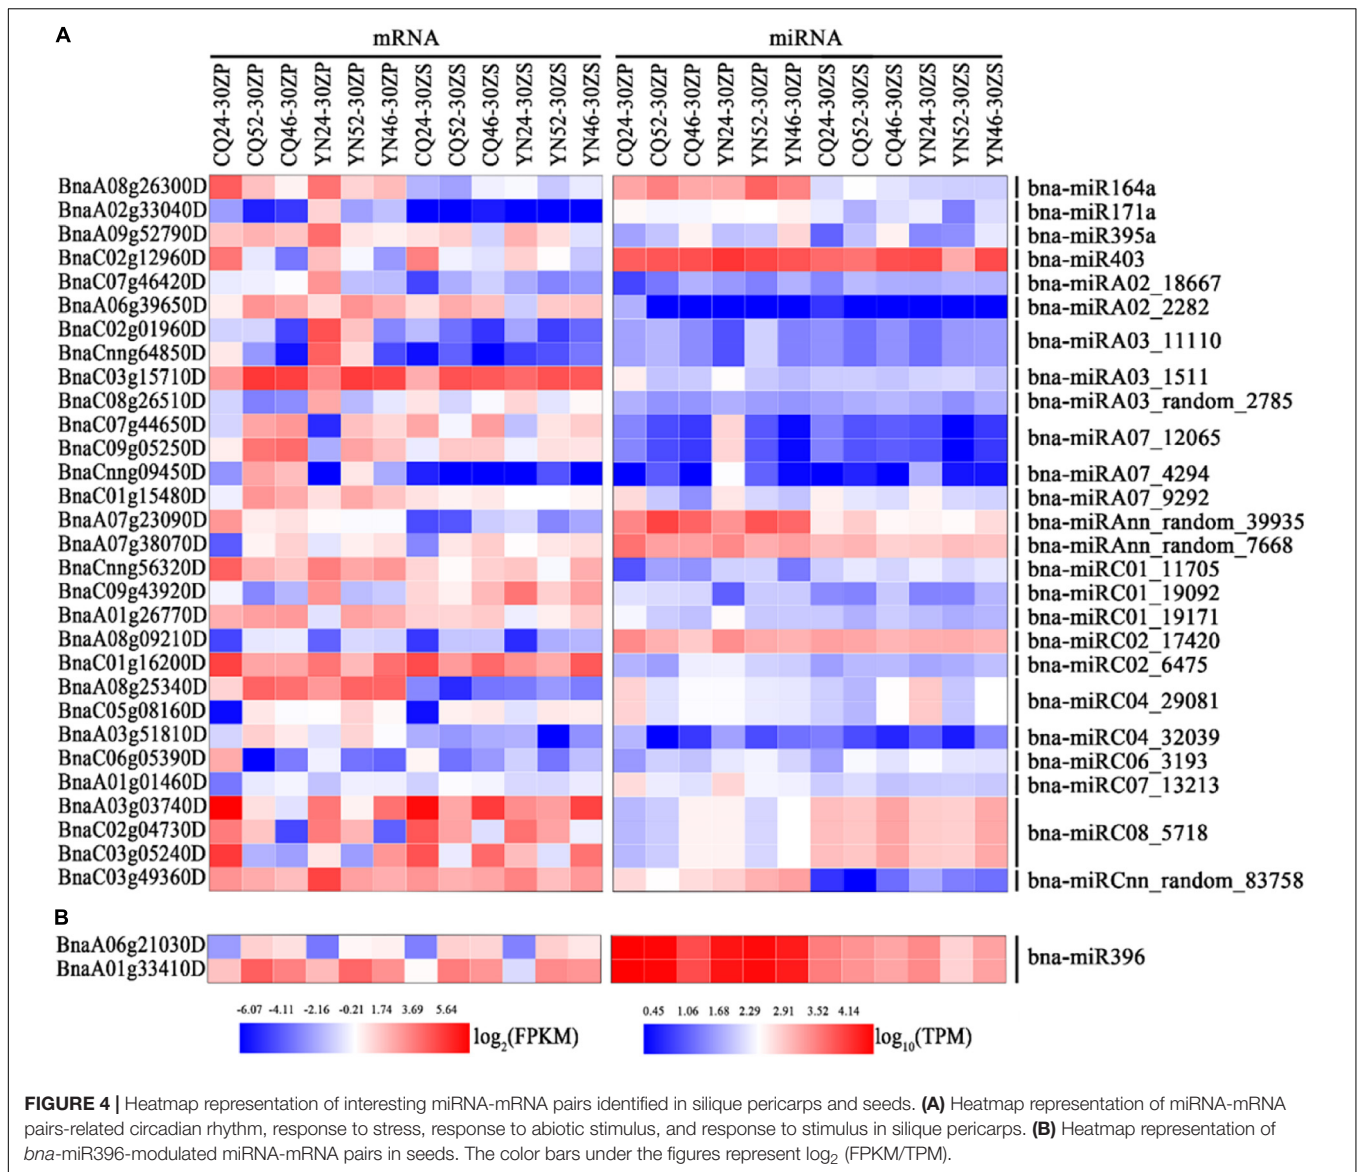 A
mRNA miRNA
CQ24-30ZP CQ52-30ZP CQ46-30ZP YN24-30ZP YN52-30ZP YN46-30ZP CQ24-30ZS CQ52-30ZS CQ46-30ZS YN24-30ZS YN52-30ZS YN46-30ZS CQ24-30ZP CQ52-30ZP CQ46-30ZP YN24-30ZP YN52-30ZP YN46-30ZP CQ24-30ZS CQ52-30ZS CQ46-30ZS YN24-30ZS YN52-30ZS YN46-30ZS
BnaA08g26300D bna-miR164a
BnaA02g33040D bna-miR171a
BnaA09g52790D bna-miR395a
BnaC02g12960D bna-miR403
BnaC07g46420D bna-miRA02_18667
BnaA06g39650D bna-miRA02_2282
BnaC02g01960D
bna-miRA03_11110
BnaCnng64850D
BnaC03g15710D bna-miRA03_1511
BnaC08g26510D bna-miRA03_random_2785
BnaC07g44650D
bna-miRA07_12065
BnaC09g05250D
BnaCnng09450D bna-miRA07_4294
BnaC01g15480D bna-miRA07_9292
BnaA07g23090D bna-miRAnn_random_39935
BnaA07g38070D bna-miRAnn_random_7668
BnaCnng56320D bna-miRC01_11705
BnaC09g43920D bna-miRC01_19092
BnaA01g26770D bna-miRC01_19171
BnaA08g09210D bna-miRC02_17420
BnaC01g16200D bna-miRC02_6475
BnaA08g25340D
bna-miRC04_29081
BnaC05g08160D
BnaA03g51810D bna-miRC04_32039
BnaC06g05390D bna-miRC06_3193
BnaA01g01460D bna-miRC07_13213
BnaA03g03740D
BnaC02g04730D bna-miRC08_5718
BnaC03g05240D
BnaC03g49360D bna-miRCnn_random_83758
B
BnaA06g21030D
bna-miR396
BnaA01g33410D
-6.07 -4.11 -2.16 -0.21 1.74 3.69 5.64 0.45 1.06 1.68 2.29 2.91 3.52 4.14
log2(FPKM) log10(TPM)
FIGURE 4 | Heatmap representation of interesting miRNA-mRNA pairs identified in silique pericarps and seeds. (A) Heatmap representation of miRNA-mRNA
pairs-related circadian rhythm, response to stress, response to abiotic stimulus, and response to stimulus in silique pericarps. (B) Heatmap representation of
bna-miR396-modulated miRNA-mRNA pairs in seeds. The color bars under the figures represent log2 (FPKM/TPM).